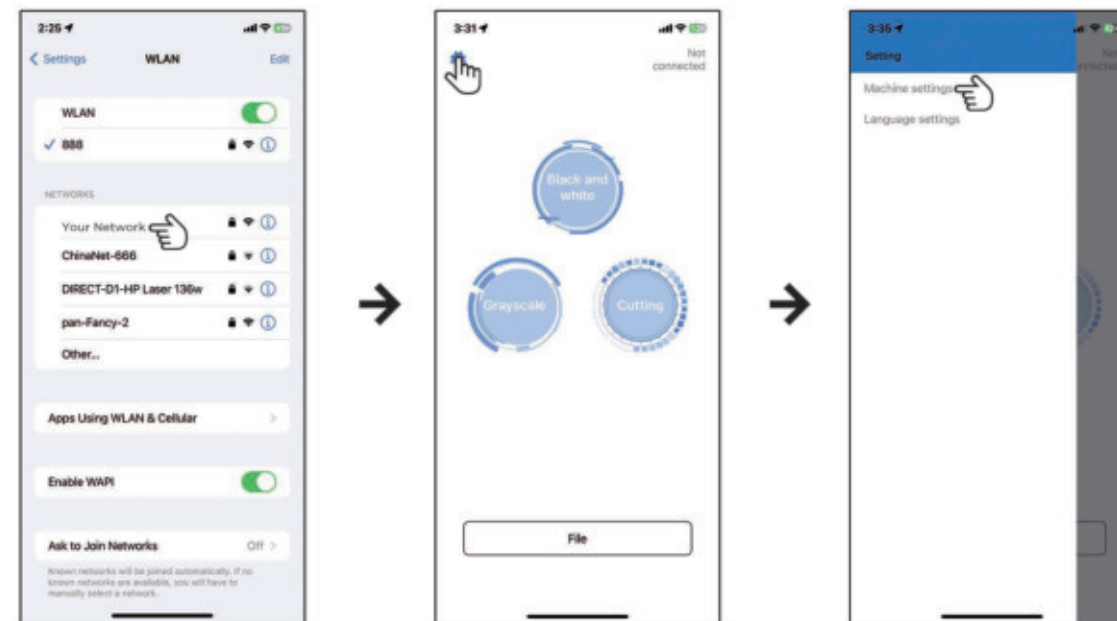 2:25
Settings WLAN Edit
WLAN
888
NETWORKS
Your Network
ChinaNet-666
DIRECT-D1-HP Laser 136w
pan-Fancy-2
Other...
Apps Using WLAN & Cellular
Enable WAPI
Ask to Join Networks Off
Known networks will be joined automatically. If no
known networks are available, you will have to
manually select a network.
3:31
Not
connected
Black and
white
Grayscale
Cutting
File
3:35
Setting
Machine settings
Language settings